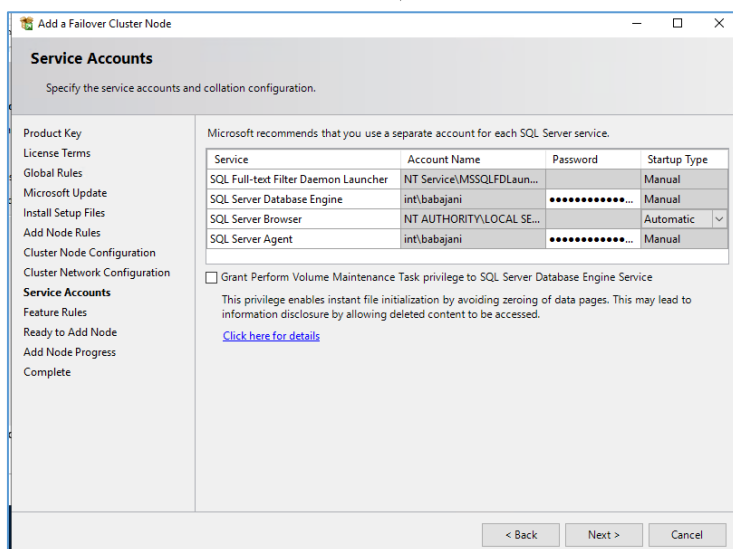 Add a Failover Cluster Node
Service Accounts
Specify the service accounts and collation configuration.
Product Key
License Terms
Global Rules
Microsoft Update
Install Setup Files
Add Node Rules
Cluster Node Configuration
Cluster Network Configuration
Service Accounts
Feature Rules
Ready to Add Node
Add Node Progress
Complete
Microsoft recommends that you use a separate account for each SQL Server service.
Service Account Name Password Startup Type
SQL Full-text Filter Daemon Launcher NT Service\MSSQLFDLaun... Manual
SQL Server Database Engine int\babajani ●●●●●●●●●●●●... Manual
SQL Server Browser NT AUTHORITY\LOCAL SE... Automatic
SQL Server Agent int\babajani ●●●●●●●●●●●●... Manual
Grant Perform Volume Maintenance Task privilege to SQL Server Database Engine Service
This privilege enables instant file initialization by avoiding zeroing of data pages. This may lead to
information disclosure by allowing deleted content to be accessed.
Click here for details
< Back Next > Cancel